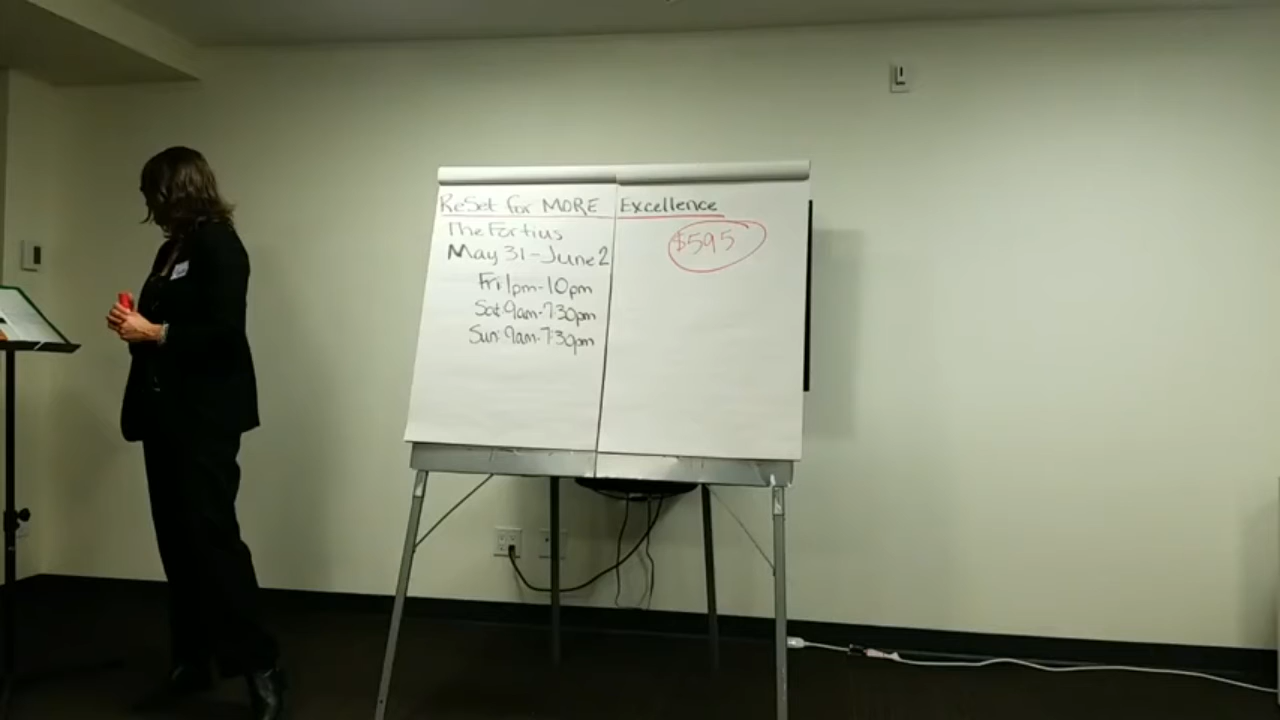 ReSet for MORE Excellence
The Fortius
May 31-June 2
Fri 1pm-10pm
Sat: 9am-7:30pm
Sun: 9am-7:30pm
$595